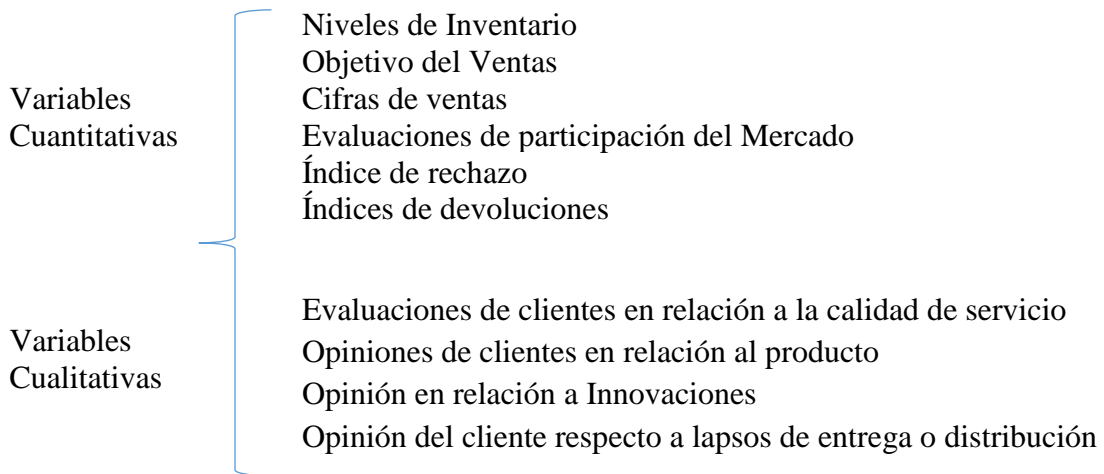 Variables
Cuantitativas
Niveles de Inventario
Objetivo del Ventas
Cifras de ventas
Evaluaciones de participación del Mercado
Índice de rechazo
Índices de devoluciones
Variables
Cualitativas
Evaluaciones de clientes en relación a la calidad de servicio
Opiniones de clientes en relación al producto
Opinión en relación a Innovaciones
Opinión del cliente respecto a lapsos de entrega o distribución